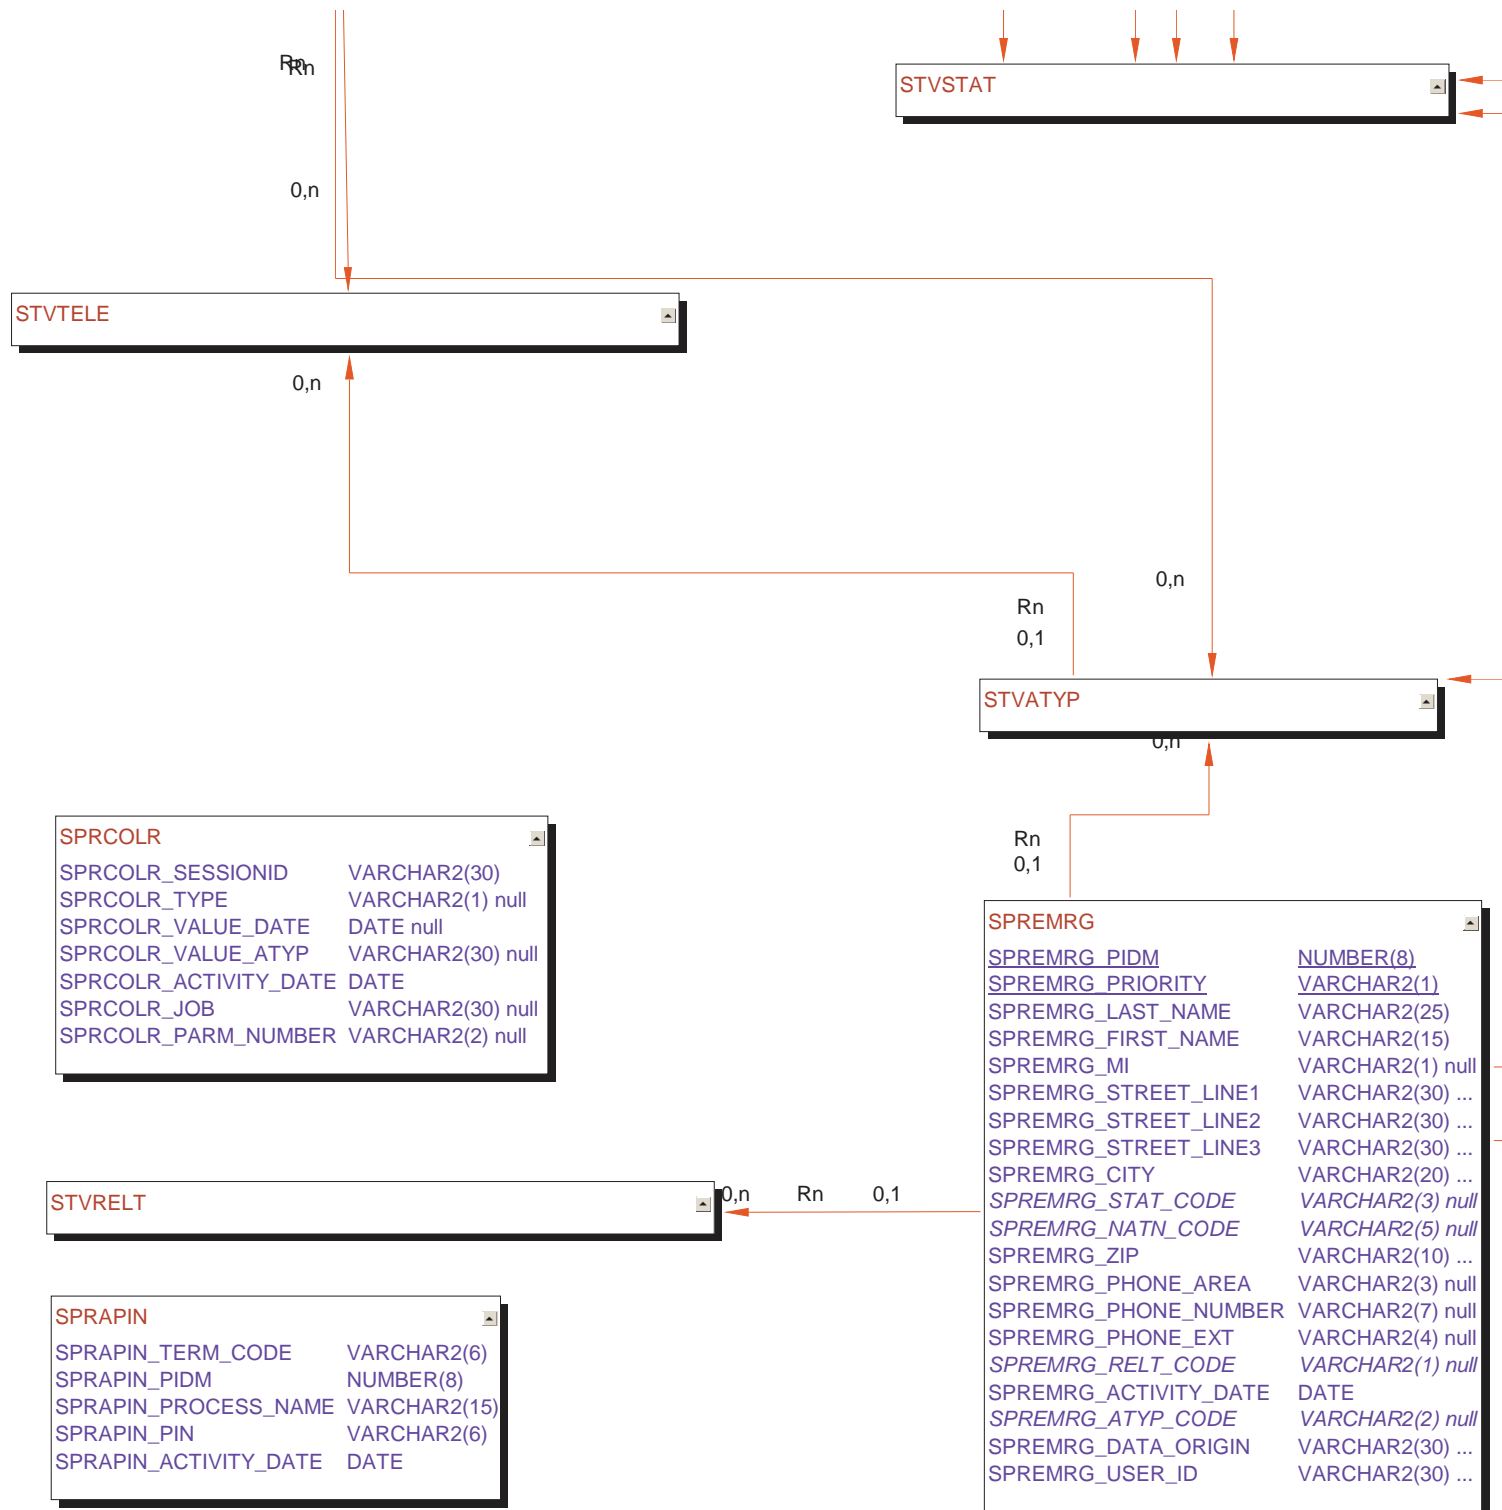 Rn
Rn
STVSTAT
0,n
STVTELE
0,n
0,n
Rn
0,1
STVATYP
0,n
Rn
0,1
SPRCOLR
SPRCOLR_SESSIONID VARCHAR2(30)
SPRCOLR_TYPE VARCHAR2(1) null
SPRCOLR_VALUE_DATE DATE null
SPRCOLR_VALUE_ATYP VARCHAR2(30) null
SPRCOLR_ACTIVITY_DATE DATE
SPRCOLR_JOB VARCHAR2(30) null
SPRCOLR_PARM_NUMBER VARCHAR2(2) null
SPREMRG
SPREMRG_PIDM NUMBER(8)
SPREMRG_PRIORITY VARCHAR2(1)
SPREMRG_LAST_NAME VARCHAR2(25)
SPREMRG_FIRST_NAME VARCHAR2(15)
SPREMRG_MI VARCHAR2(1) null
SPREMRG_STREET_LINE1 VARCHAR2(30) ...
SPREMRG_STREET_LINE2 VARCHAR2(30) ...
SPREMRG_STREET_LINE3 VARCHAR2(30) ...
SPREMRG_CITY VARCHAR2(20) ...
SPREMRG_STAT_CODE VARCHAR2(3) null
SPREMRG_NATN_CODE VARCHAR2(5) null
SPREMRG_ZIP VARCHAR2(10) ...
SPREMRG_PHONE_AREA VARCHAR2(3) null
SPREMRG_PHONE_NUMBER VARCHAR2(7) null
SPREMRG_PHONE_EXT VARCHAR2(4) null
SPREMRG_RELT_CODE VARCHAR2(1) null
SPREMRG_ACTIVITY_DATE DATE
SPREMRG_ATYP_CODE VARCHAR2(2) null
SPREMRG_DATA_ORIGIN VARCHAR2(30) ...
SPREMRG_USER_ID VARCHAR2(30) ...
STVRELT
0,n Rn 0,1
SPRAPIN
SPRAPIN_TERM_CODE VARCHAR2(6)
SPRAPIN_PIDM NUMBER(8)
SPRAPIN_PROCESS_NAME VARCHAR2(15)
SPRAPIN_PIN VARCHAR2(6)
SPRAPIN_ACTIVITY_DATE DATE